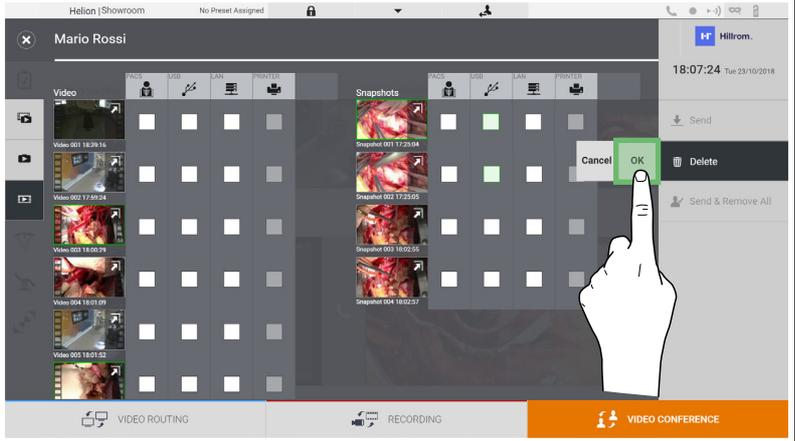 Helion | Showroom No Preset Assigned
Mario Rossi
Hillrom.
18:07:24 Tue 23/10/2018
Video PACS USB LAN PRINTER
Snapshots PACS USB LAN PRINTER
Send
Video 001 18:39:16
Snapshot 001 17:25:04
Cancel OK
Delete
Video 002 17:59:24
Snapshot 002 17:25:05
Send & Remove All
Video 003 18:00:29
Snapshot 003 18:02:55
Video 004 18:01:09
Snapshot 004 18:02:57
Video 005 18:01:52
VIDEO ROUTING
RECORDING
VIDEO CONFERENCE